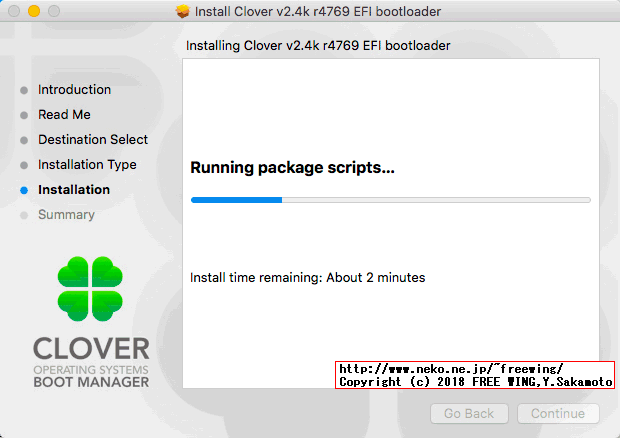 Install Clover v2.4k r4769 EFI bootloader
Installing Clover v2.4k r4769 EFI bootloader
Introduction
Read Me
Destination Select
Installation Type
Installation
Summary
Running package scripts...
Install time remaining: About 2 minutes
CLOVER
OPERATING SYSTEMS
BOOT MANAGER
http://www.neko.ne.jp/~freewing/
Copyright (c) 2018 FREE WING,Y.Sakamoto
Go Back
Continue